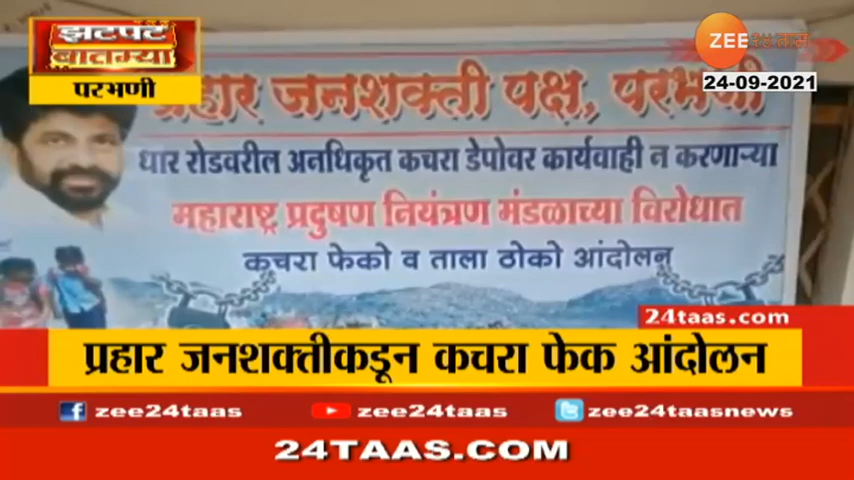 झटपट
बातम्या
परभणी
ZEE २४ तास
24-09-2021
प्रहार जनशक्ती पक्ष, परभणी
धार रोडवरील अनधिकृत कचरा डेपोवर कार्यवाही न करणाऱ्या
महाराष्ट्र प्रदुषण नियंत्रण मंडळाच्या विरोधात
कचरा फेको व ताला ठोको आंदोलन
24taas.com
प्रहार जनशक्तीकडून कचरा फेक आंदोलन
zee24taas
zee24taas
zee24taasnews
24TAAS.COM